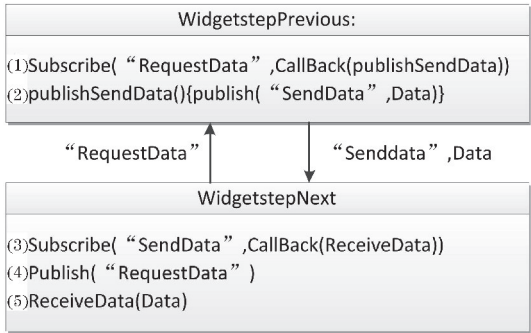 WidgetstepPrevious:
(1)Subscribe( “RequestData” ,CallBack(publishSendData))
(2)publishSendData(){publish( “SendData” ,Data)}
“RequestData” “Senddata” ,Data
WidgetstepNext
(3)Subscribe( “SendData” ,CallBack(ReceiveData))
(4)Publish( “RequestData” )
(5)ReceiveData(Data)